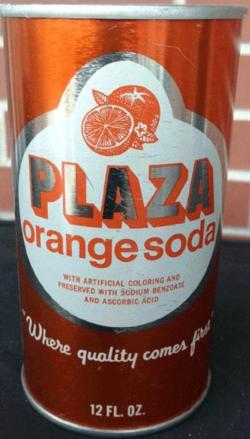 PLAZA
orange soda
WITH ARTIFICIAL COLORING AND
PRESERVED WITH SODIUM BENZOATE
AND ASCORBIC ACID
"Where quality comes first"
12 FL. OZ.